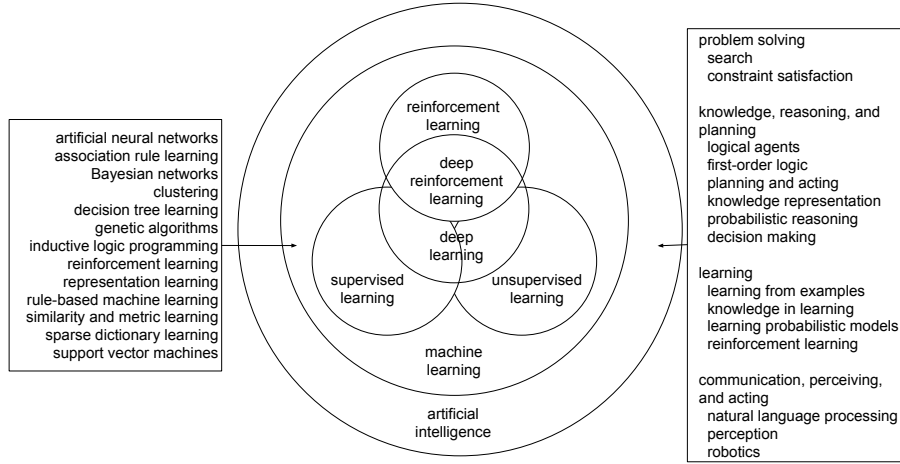 artificial neural networks
association rule learning
Bayesian networks
clustering
decision tree learning
genetic algorithms
inductive logic programming
reinforcement learning
representation learning
rule-based machine learning
similarity and metric learning
sparse dictionary learning
support vector machines
reinforcement
learning
deep
reinforcement
learning
deep
learning
supervised
learning
unsupervised
learning
machine
learning
artificial
intelligence
problem solving
search
constraint satisfaction
knowledge, reasoning, and
planning
logical agents
first-order logic
planning and acting
knowledge representation
probabilistic reasoning
decision making
learning
learning from examples
knowledge in learning
learning probabilistic models
reinforcement learning
communication, perceiving,
and acting
natural language processing
perception
robotics